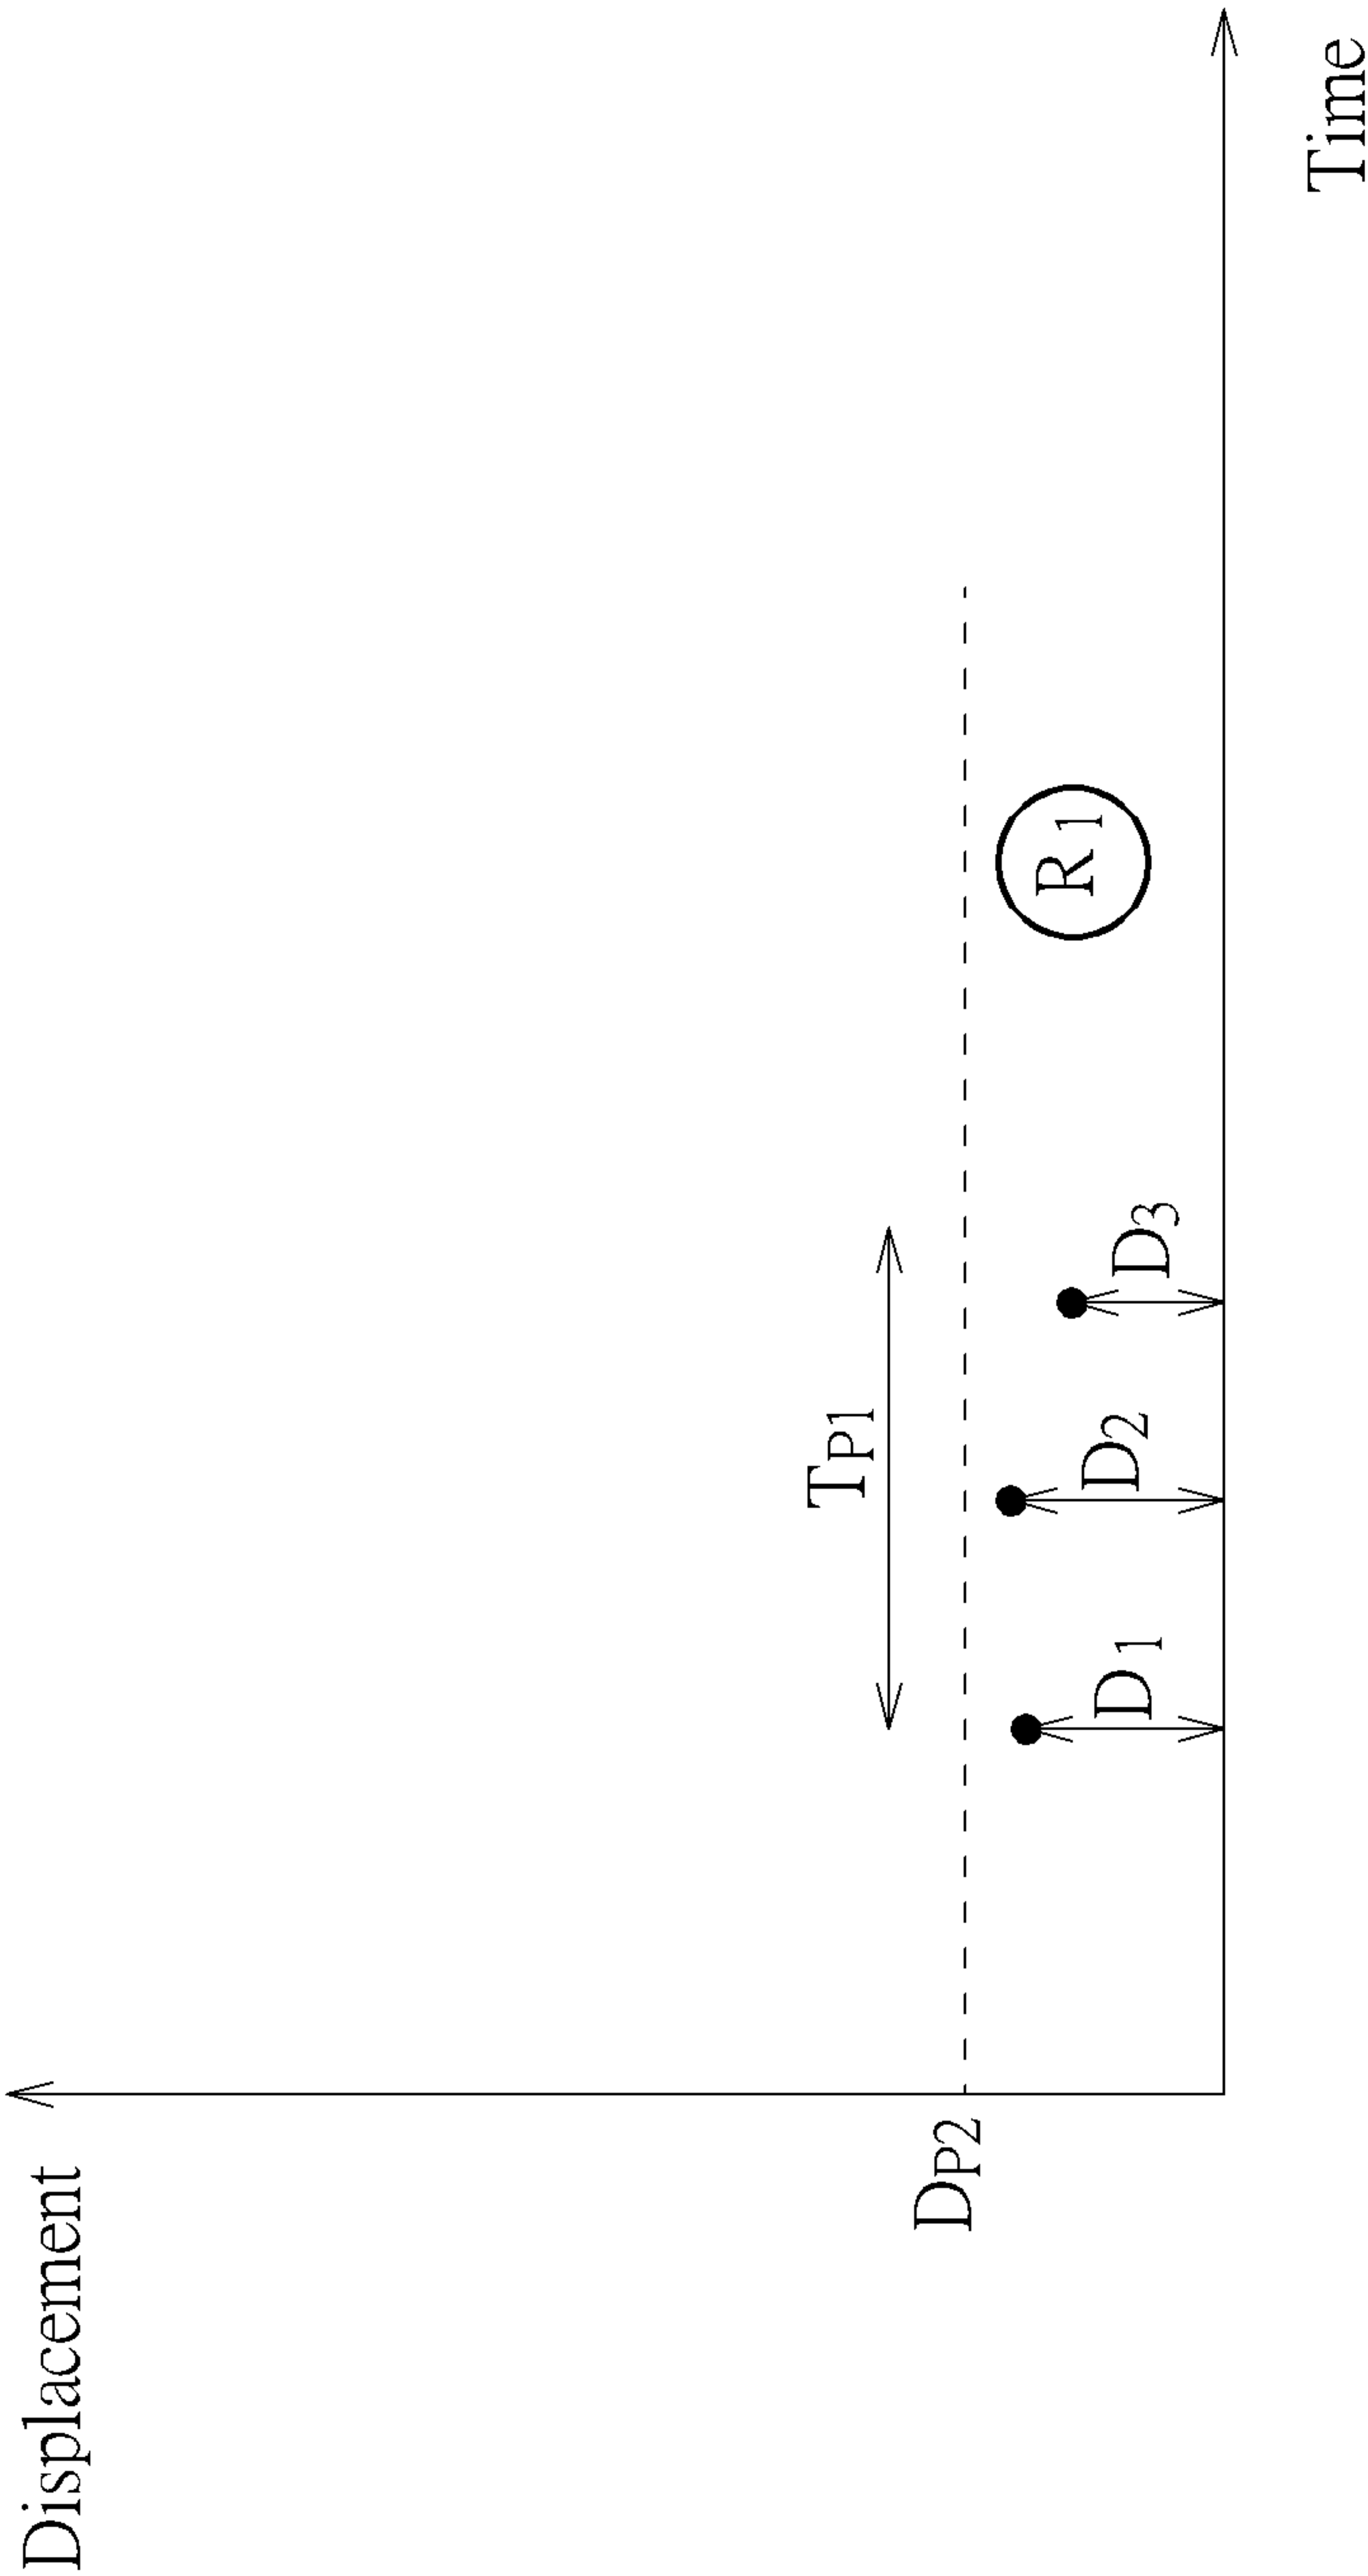 Displacement
DP2
TP1
R1
D1
D2
D3
Time